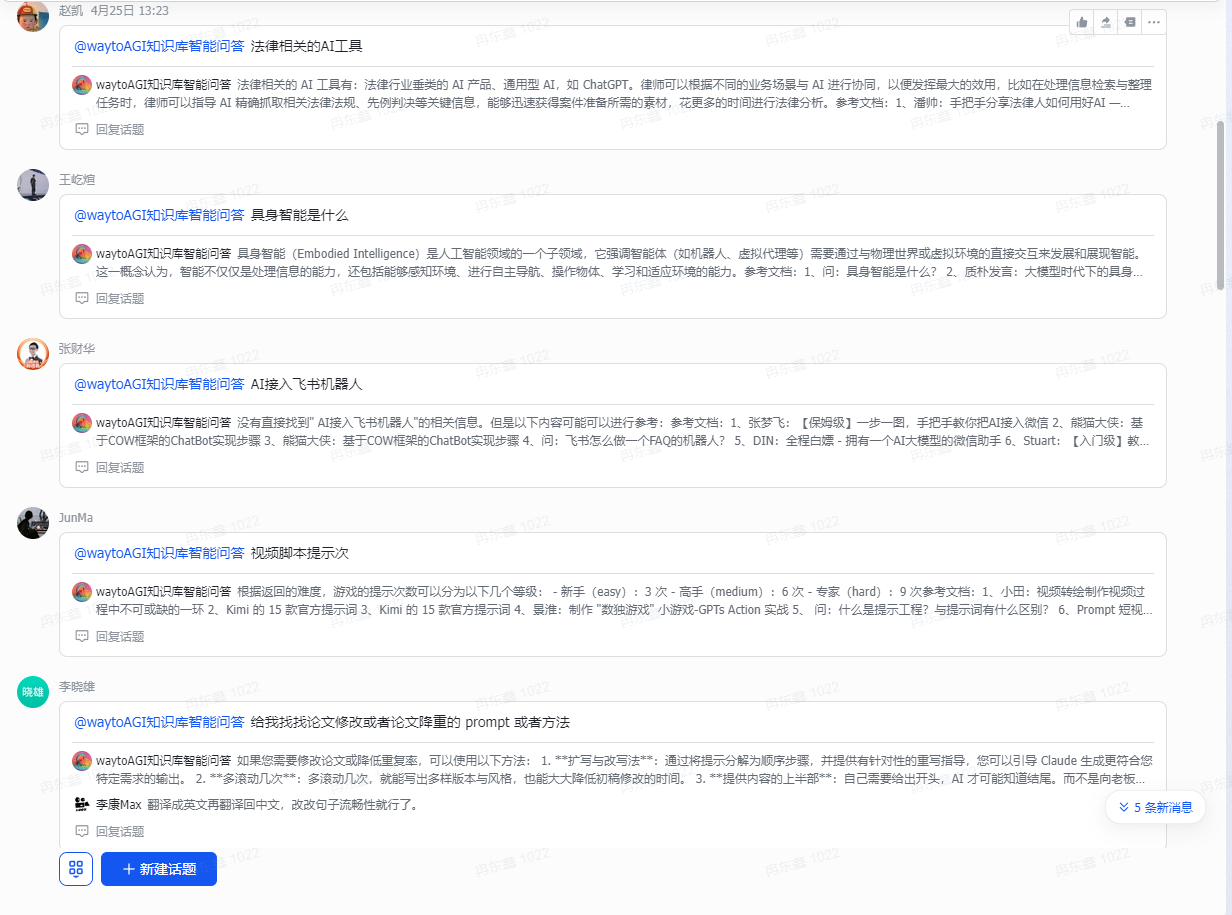 赵凯 4月25日 13:23
@waytoAGI知识库智能问答 法律相关的AI工具
waytoAGI知识库智能问答 法律相关的 AI 工具有：法律行业垂类的 AI 产品、通用型 AI，如 ChatGPT。律师可以根据不同的业务场景与 AI 进行协同，以便发挥最大的效用，比如在处理信息检索与整理
任务时，律师可以指导 AI 精确抓取相关法律法规、先例判决等关键信息，能够迅速获得案件准备所需的素材，花更多的时间进行法律分析。参考文档：1、潘帅：手把手分享法律人如何用好AI —...
回复话题
王屹煊
@waytoAGI知识库智能问答 具身智能是什么
waytoAGI知识库智能问答 具身智能（Embodied Intelligence）是人工智能领域的一个子领域，它强调智能体（如机器人、虚拟代理等）需要通过与物理世界或虚拟环境的直接交互来发展和展现智能。
这一概念认为，智能不仅仅是处理信息的能力，还包括能够感知环境、进行自主导航、操作物体、学习和适应环境的能力。参考文档：1、问：具身智能是什么？ 2、质朴发言：大模型时代下的具身...
回复话题
张财华
@waytoAGI知识库智能问答 AI接入飞书机器人
waytoAGI知识库智能问答 没有直接找到" AI接入飞书机器人"的相关信息。但是以下内容可能可以进行参考：参考文档：1、张梦飞：【保姆级】一步一图，手把手教你把AI接入微信 2、熊猫大侠：基
于COW框架的ChatBot实现步骤 3、熊猫大侠：基于COW框架的ChatBot实现步骤 4、问：飞书怎么做一个FAQ的机器人？ 5、DIN：全程白嫖 - 拥有一个AI大模型的微信助手 6、Stuart：【入门级】教...
回复话题
JunMa
@waytoAGI知识库智能问答 视频脚本提示次
waytoAGI知识库智能问答 根据返回的难度，游戏的提示次数可以分为以下几个等级： - 新手（easy）：3 次 - 高手（medium）：6 次 - 专家（hard）：9 次参考文档：1、小田：视频转绘制作视频过
程中不可或缺的一环 2、Kimi 的 15 款官方提示词 3、Kimi 的 15 款官方提示词 4、景淮：制作 "数独游戏" 小游戏-GPTs Action 实战 5、 问：什么是提示工程？与提示词有什么区别？ 6、Prompt 短视...
回复话题
晓雄 李晓雄
@waytoAGI知识库智能问答 给我找找论文修改或者论文降重的 prompt 或者方法
waytoAGI知识库智能问答 如果您需要修改论文或降低重复率，可以使用以下方法： 1. **扩写与改写法**：通过将提示分解为顺序步骤，并提供有针对性的重写指导，您可以引导 Claude 生成更符合您
特定需求的输出。 2. **多滚动几次**：多滚动几次，就能写出多样版本与风格，也能大大降低初稿修改的时间。 3. **提供内容的上半部**：自己需要给出开头，AI 才可能知道结尾。而不是向老板...
李康Max 翻译成英文再翻译回中文，改改句子流畅性就行了。
5 条新消息
回复话题
新建话题
冉东鑫 1022